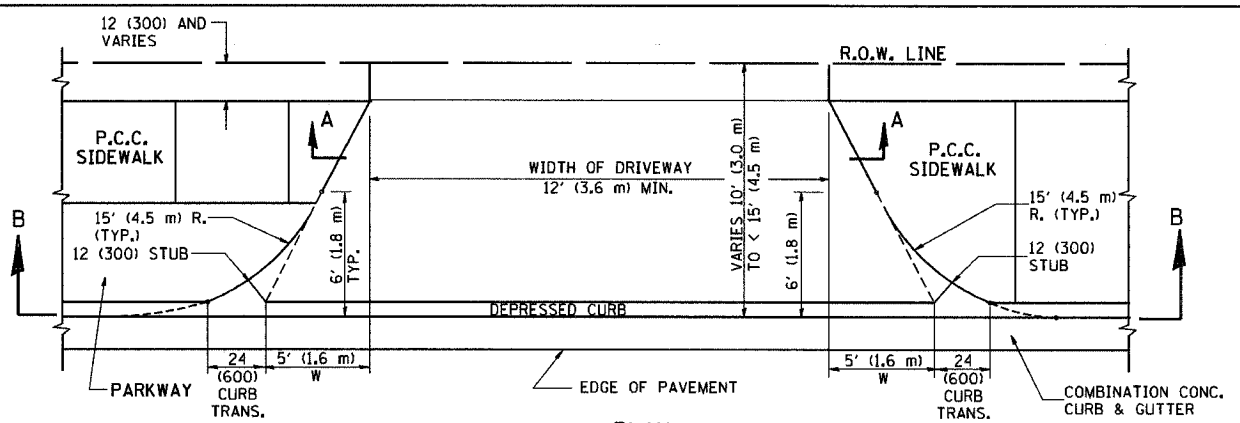 12 (300) AND
VARIES
R.O.W. LINE
A
A
P.C.C.
SIDEWALK
P.C.C.
SIDEWALK
WIDTH OF DRIVEWAY
12' (3.6 m) MIN.
VARIES 10' (3.0 m)
TO < 15' (4.5 m)
B
B
15' (4.5 m) R.
(TYP.)
12 (300) STUB
6' (1.8 m)
TYP.
6' (1.8 m)
15' (4.5 m)
R. (TYP.)
12 (300)
STUB
DEPRESSED CURB
PARKWAY
24
(600)
CURB
TRANS.
5' (1.6 m)
W
EDGE OF PAVEMENT
5' (1.6 m)
W
24
(600)
CURB
TRANS.
COMBINATION CONC.
CURB & GUTTER